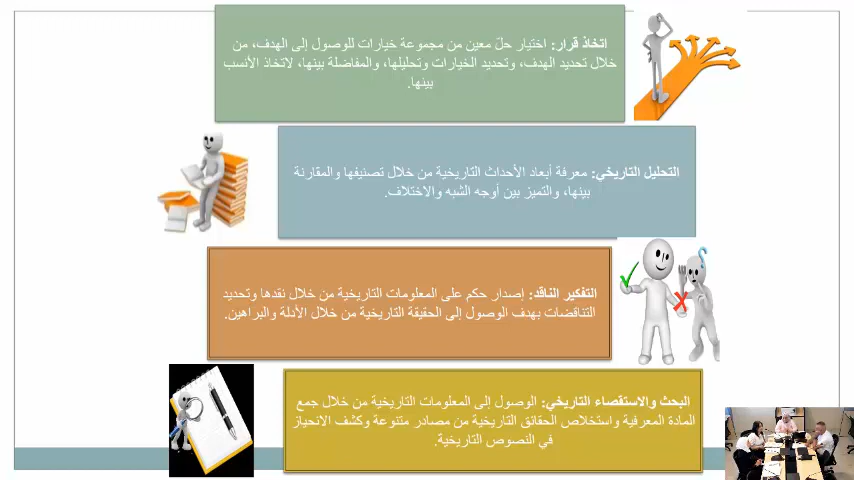 اتخاذ قرار: اختيار حلّ معين من مجموعة خيارات للوصول إلى الهدف، من
خلال تحديد الهدف، وتحديد الخيارات وتحليلها، والمفاضلة بينها، لاتخاذ الأنسب
بينها.
التحليل التاريخي: معرفة أبعاد الأحداث التاريخية من خلال تصنيفها والمقارنة
بينها، والتميز بين أوجه الشبه والاختلاف.
التفكير الناقد: إصدار حكم على المعلومات التاريخية من خلال نقدها وتحديد
التناقضات بهدف الوصول إلى الحقيقة التاريخية من خلال الأدلة والبراهين.
البحث والاستقصاء التاريخي: الوصول إلى المعلومات التاريخية من خلال جمع
المادة المعرفية واستخلاص الحقائق التاريخية من مصادر متنوعة وكشف الانحياز
في النصوص التاريخية.